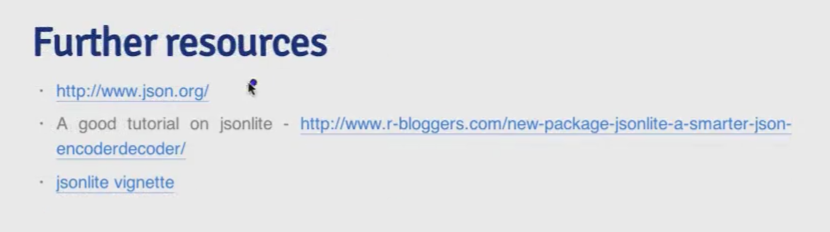 Further resources
· http://www.json.org/
· A good tutorial on jsonlite - http://www.r-bloggers.com/new-package-jsonlite-a-smarter-json-
encoderdecoder/
· jsonlite vignette